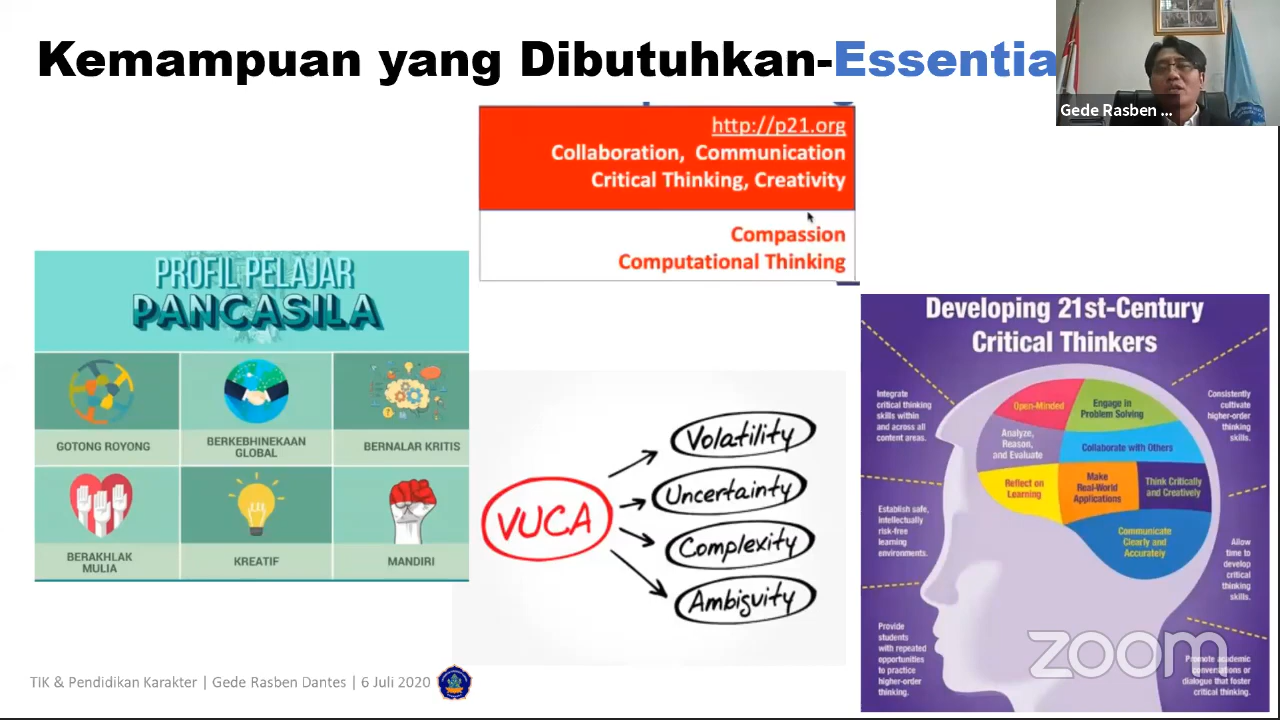 Kemampuan yang Dibutuhkan-Essentia
Gede Rasben ...
http://p21.org
Collaboration, Communication
Critical Thinking, Creativity
Compassion
Computational Thinking
PROFIL PELAJAR
PANCASILA
GOTONG ROYONG
BERKEBHINEKAAN
GLOBAL
BERNALAR KRITIS
BERAKHLAK
MULIA
KREATIF
MANDIRI
VUCA
Volatility
Uncertainty
Complexity
Ambiguity
Developing 21st-Century
Critical Thinkers
Integrate
critical thinking
skills within
and across all
content areas.
Establish safe,
intellectually
risk-free
learning
environments.
Provide
students
with repeated
opportunities
to practice
higher-order
thinking.
Open-Minded
Engage in
Problem Solving
Analyze,
Reason,
and Evaluate
Collaborate with Others
Reflect on
Learning
Make
Real-World
Applications
Think Critically
and Creatively
Communicate
Clearly and
Accurately
Consistently
cultivate
higher-order
thinking
skills.
Allow
time to
develop
critical
thinking
skills.
Promote academic
conversations or
dialogue that foster
critical thinking.
zoom
TIK & Pendidikan Karakter | Gede Rasben Dantes | 6 Juli 2020